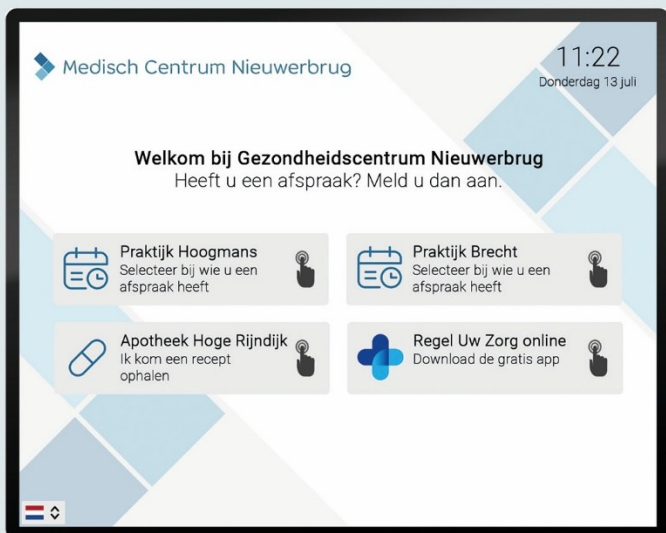 Medisch Centrum Nieuwerbrug
11:22
Donderdag 13 juli
Welkom bij Gezondheidscentrum Nieuwerbrug
Heeft u een afspraak? Meld u dan aan.
Praktijk Hoogmans
Selecteer bij wie u een
afspraak heeft
Praktijk Brecht
Selecteer bij wie u een
afspraak heeft
Apotheek Hoge Rijndijk
Ik kom een recept
ophalen
Regel Uw Zorg online
Download de gratis app